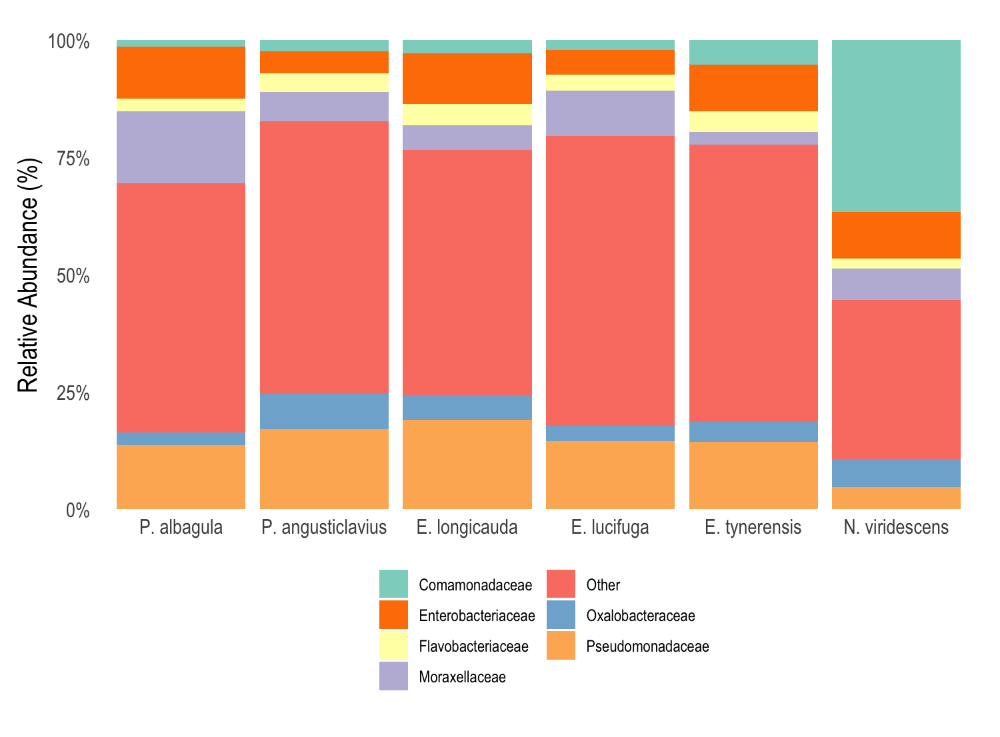 Relative Abundance (%)
100%
75%
50%
25%
0%
P. albagula
P. angusticlavius
E. longicauda
E. lucifuga
E. tynerensis
N. viridescens
Comamonadaceae
Enterobacteriaceae
Flavobacteriaceae
Moraxellaceae
Other
Oxalobacteraceae
Pseudomonadaceae